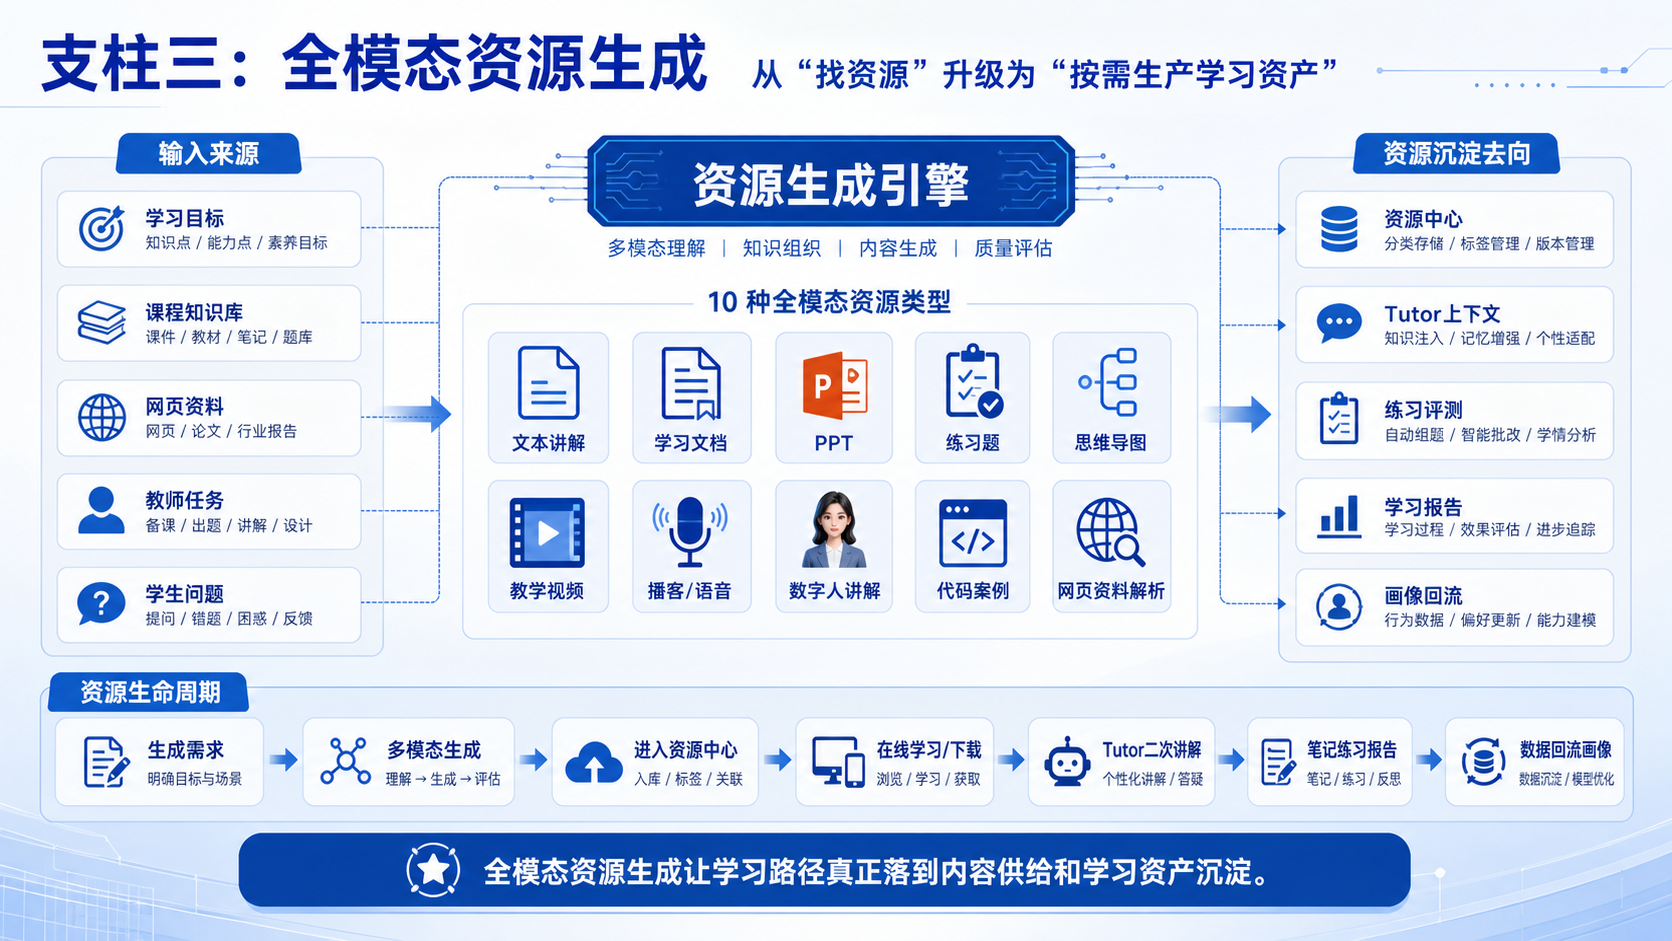 支柱三：全模态资源生成
从“找资源”升级为“按需生产学习资产”
输入来源
学习目标
知识点 / 能力点 / 素养目标
课程知识库
课件 / 教材 / 笔记 / 题库
网页资料
网页 / 论文 / 行业报告
教师任务
备课 / 出题 / 讲解 / 设计
学生问题
提问 / 错题 / 困惑 / 反馈
资源生成引擎
多模态理解 | 知识组织 | 内容生成 | 质量评估
10 种全模态资源类型
文本讲解
学习文档
P
PPT
练习题
思维导图
教学视频
播客/语音
数字人讲解
</>
代码案例
网页资料解析
资源沉淀去向
资源中心
分类存储 / 标签管理 / 版本管理
Tutor上下文
知识注入 / 记忆增强 / 个性适配
练习评测
自动组题 / 智能批改 / 学情分析
学习报告
学习过程 / 效果评估 / 进步追踪
画像回流
行为数据 / 偏好更新 / 能力建模
资源生命周期
生成需求
明确目标与场景
多模态生成
理解 → 生成 → 评估
进入资源中心
入库 / 标签 / 关联
在线学习/下载
浏览 / 学习 / 获取
Tutor二次讲解
个性化讲解 / 答疑
笔记练习报告
笔记 / 练习 / 反思
数据回流画像
数据沉淀 / 模型优化
全模态资源生成让学习路径真正落到内容供给和学习资产沉淀。